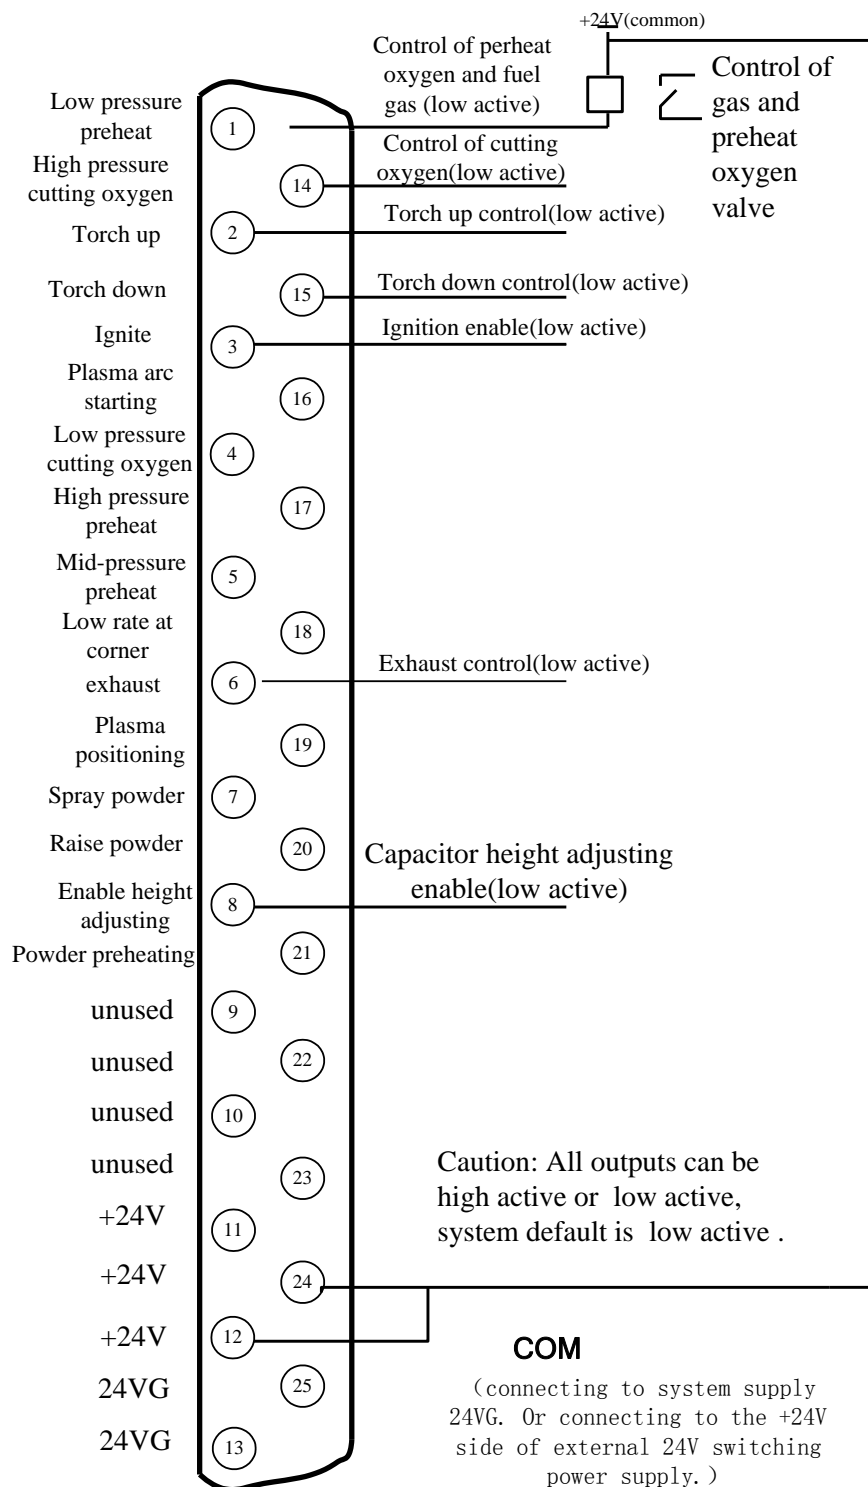 +24V(common)
Control of perheat
oxygen and fuel
gas (low active)
Control of
gas and
preheat
oxygen
valve
Low pressure
preheat
1
Control of cutting
oxygen(low active)
High pressure
cutting oxygen
14
Torch up control(low active)
Torch up
2
Torch down
15
Torch down control(low active)
Ignite
3
Ignition enable(low active)
Plasma arc
starting
16
Low pressure
cutting oxygen
4
High pressure
preheat
17
Mid-pressure
preheat
5
Low rate at
corner
18
exhaust
6
Exhaust control(low active)
Plasma
positioning
19
Spray powder
7
Raise powder
20
Capacitor height adjusting
enable(low active)
Enable height
adjusting
8
Powder preheating
21
unused
9
unused
22
unused
10
unused
23
Caution: All outputs can be
high active or low active,
system default is low active .
+24V
11
+24V
24
+24V
12
COM
24VG
25
(connecting to system supply
24VG. Or connecting to the +24V
side of external 24V switching
power supply.)
24VG
13